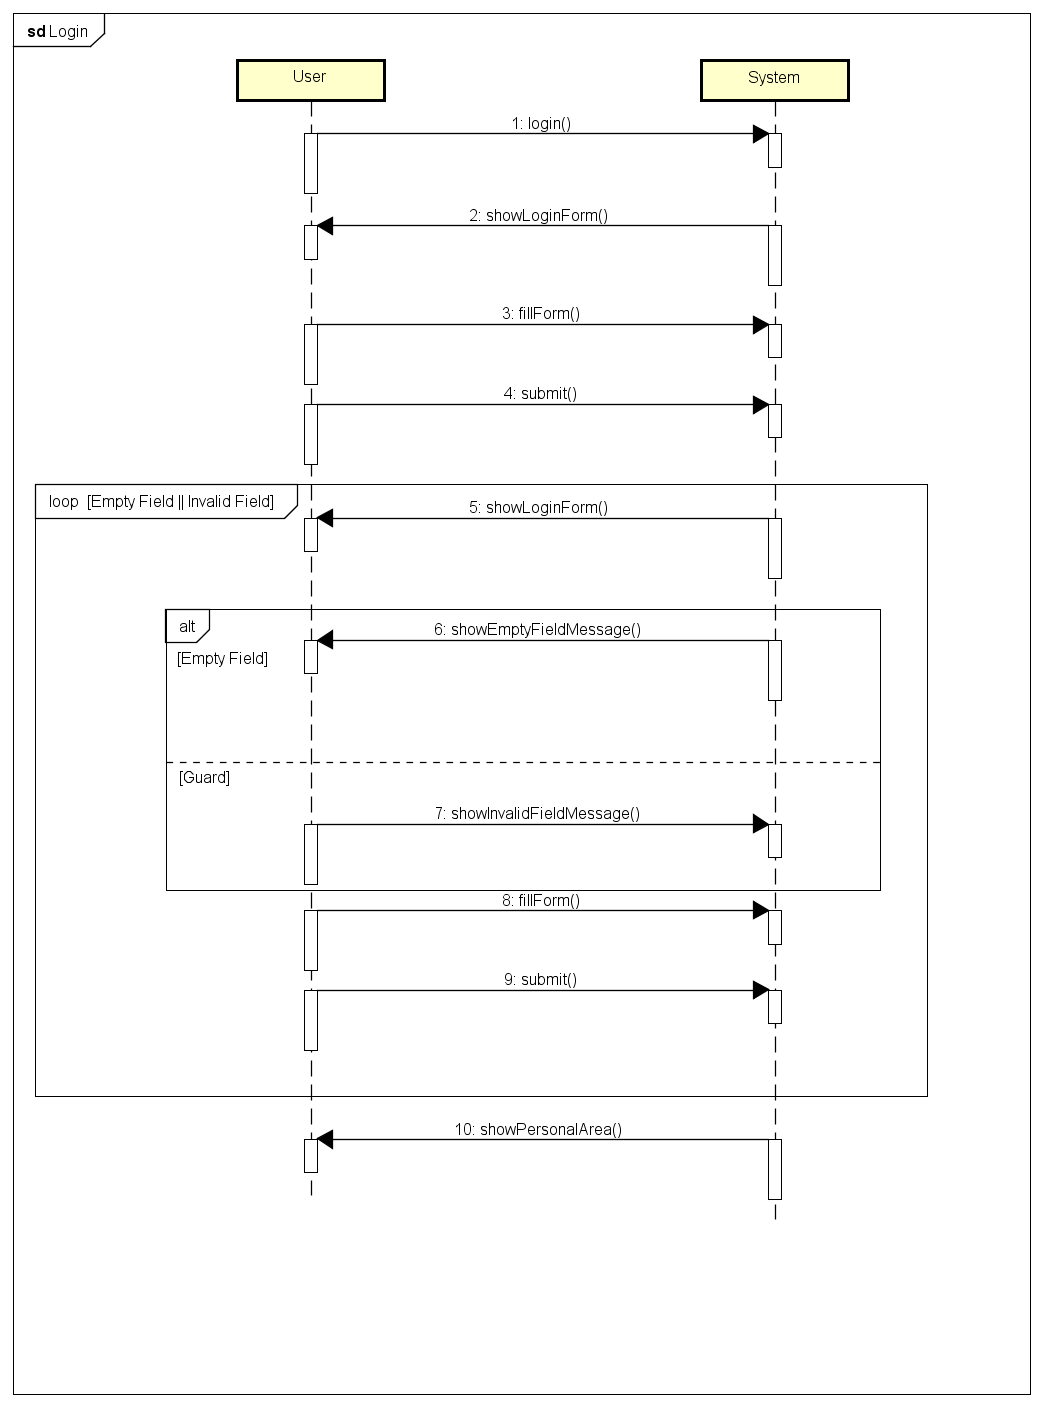 sd Login
User
System
1: login()
2: showLoginForm()
3: fillForm()
4: submit()
loop [Empty Field || Invalid Field]
5: showLoginForm()
alt
6: showEmptyFieldMessage()
[Empty Field]
[Guard]
7: showInvalidFieldMessage()
8: fillForm()
9: submit()
10: showPersonalArea()